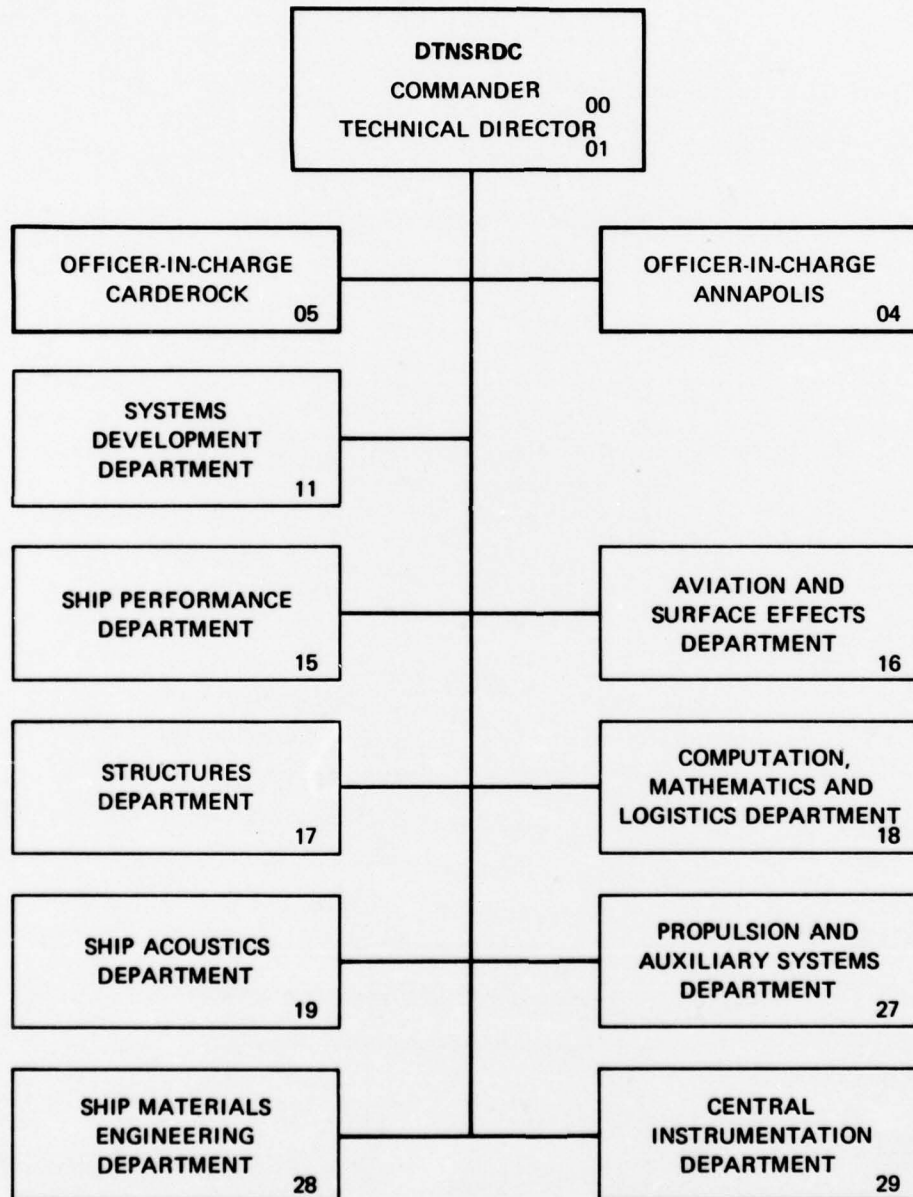 DTNSRDC
COMMANDER
00
TECHNICAL DIRECTOR
01
OFFICER-IN-CHARGE
CARDEROCK
05
OFFICER-IN-CHARGE
ANNAPOLIS
04
SYSTEMS
DEVELOPMENT
DEPARTMENT
11
SHIP PERFORMANCE
DEPARTMENT
15
AVIATION AND
SURFACE EFFECTS
DEPARTMENT
16
STRUCTURES
DEPARTMENT
17
COMPUTATION,
MATHEMATICS AND
LOGISTICS DEPARTMENT
18
SHIP ACOUSTICS
DEPARTMENT
19
PROPULSION AND
AUXILIARY SYSTEMS
DEPARTMENT
27
SHIP MATERIALS
ENGINEERING
DEPARTMENT
28
CENTRAL
INSTRUMENTATION
DEPARTMENT
29